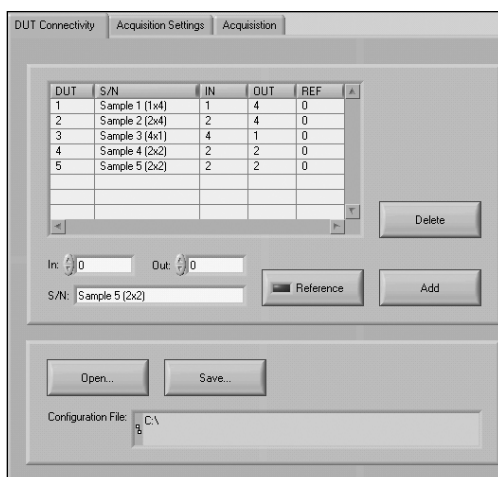 DUT Connectivity Acquisition Settings Acquisistion
DUT S/N IN OUT REF
1 Sample 1 (1x4) 1 4 0
2 Sample 2 (2x4) 2 4 0
3 Sample 3 (4x1) 4 1 0
4 Sample 4 (2x2) 2 2 0
5 Sample 5 (2x2) 2 2 0
Delete
In: 0 Out: 0
S/N: Sample 5 (2x2) Reference Add
Open... Save...
Configuration File: C:\